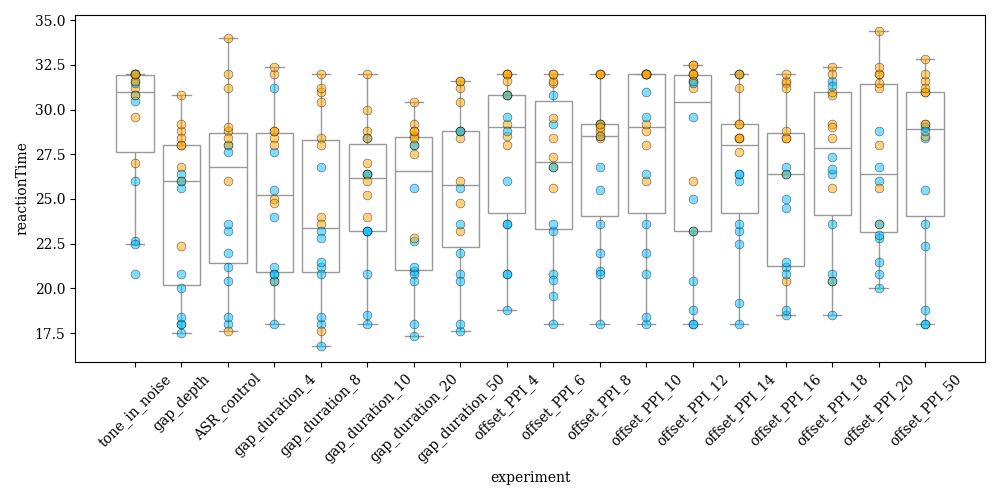 35.0
32.5
30.0
27.5
25.0
22.5
20.0
17.5
reactionTime
tone_in_noise
gap_depth
ASR_control
gap_duration_4
gap_duration_8
gap_duration_10
gap_duration_20
gap_duration_50
offset_PPI_4
offset_PPI_6
offset_PPI_8
offset_PPI_10
offset_PPI_12
offset_PPI_14
offset_PPI_16
offset_PPI_18
offset_PPI_20
offset_PPI_50
experiment